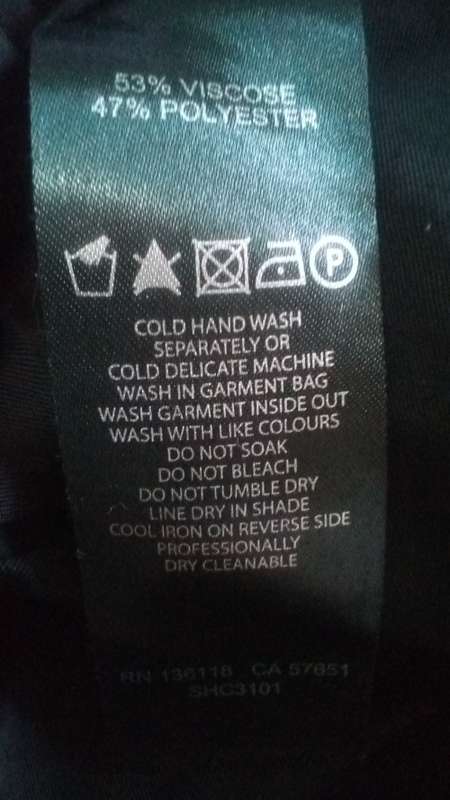 53% VISCOSE
47% POLYESTER
P
COLD HAND WASH
SEPARATELY OR
COLD DELICATE MACHINE
WASH IN GARMENT BAG
WASH GARMENT INSIDE OUT
WASH WITH LIKE COLOURS
DO NOT SOAK
DO NOT BLEACH
DO NOT TUMBLE DRY
LINE DRY IN SHADE
COOL IRON ON REVERSE SIDE
PROFESSIONALLY
DRY CLEANABLE
RN 136118 CA 57651
SHC3101